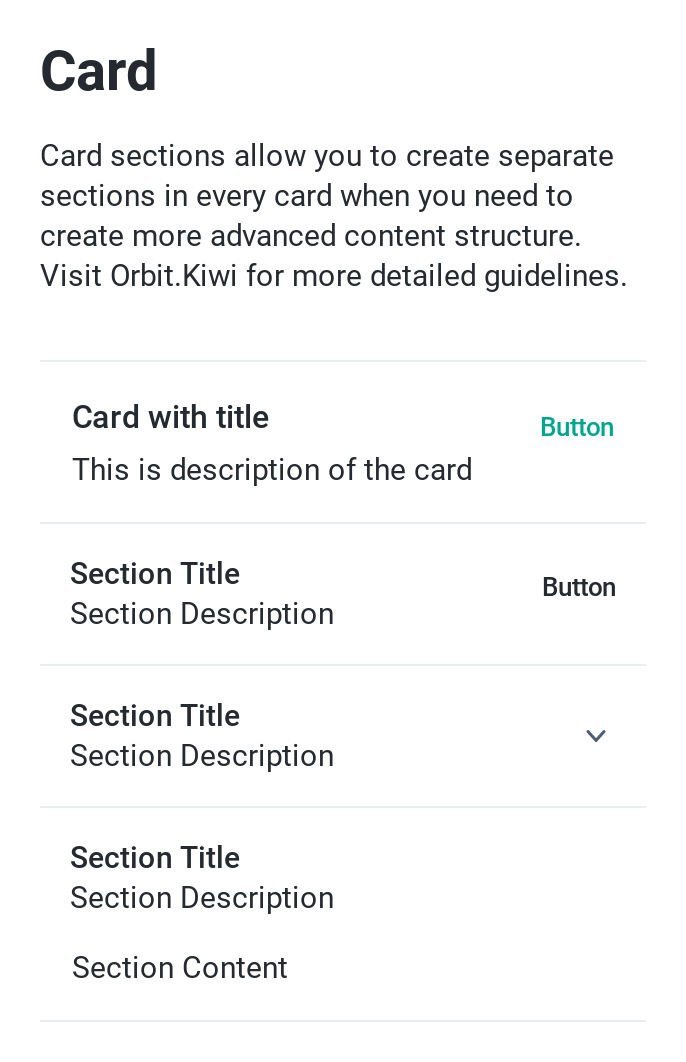 Card
Card sections allow you to create separate
sections in every card when you need to
create more advanced content structure.
Visit Orbit.Kiwi for more detailed guidelines.
Card with title
Button
This is description of the card
Section Title
Button
Section Description
Section Title
Section Description
Section Title
Section Description
Section Content